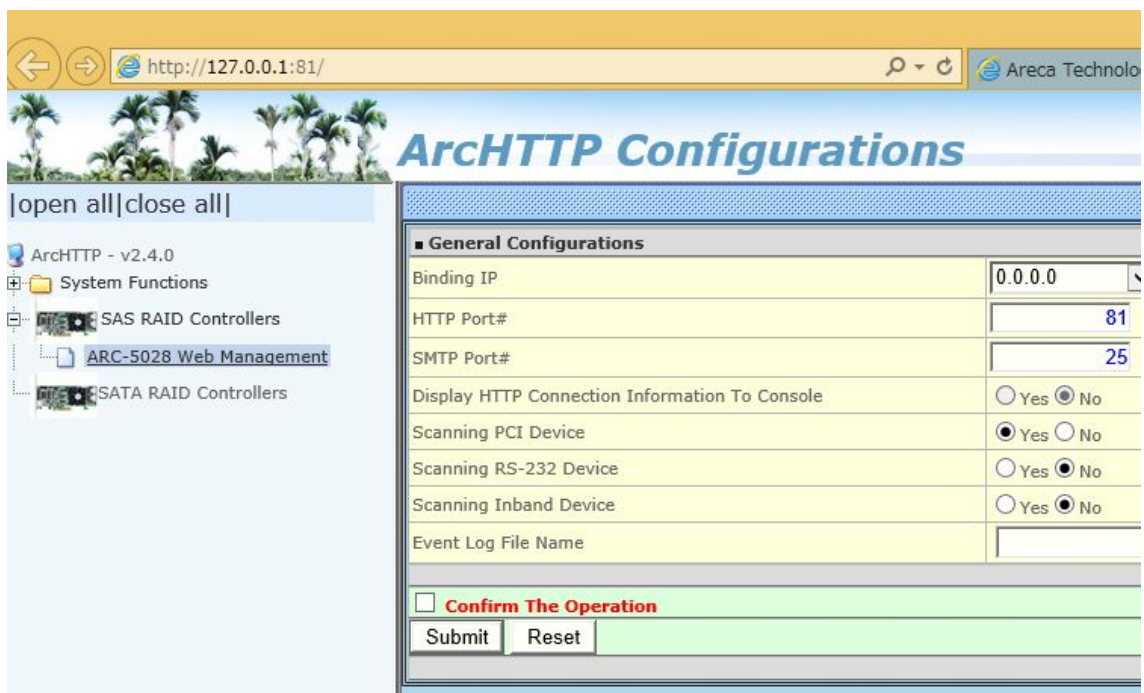 http://127.0.0.1:81/
Areca Technolo
ArcHTTP Configurations
|open all|close all|
ArcHTTP - v2.4.0
System Functions
SAS RAID Controllers
ARC-5028 Web Management
SATA RAID Controllers
General Configurations
Binding IP 0.0.0.0
HTTP Port# 81
SMTP Port# 25
Display HTTP Connection Information To Console Yes No
Scanning PCI Device Yes No
Scanning RS-232 Device Yes No
Scanning Inband Device Yes No
Event Log File Name
Confirm The Operation
Submit Reset